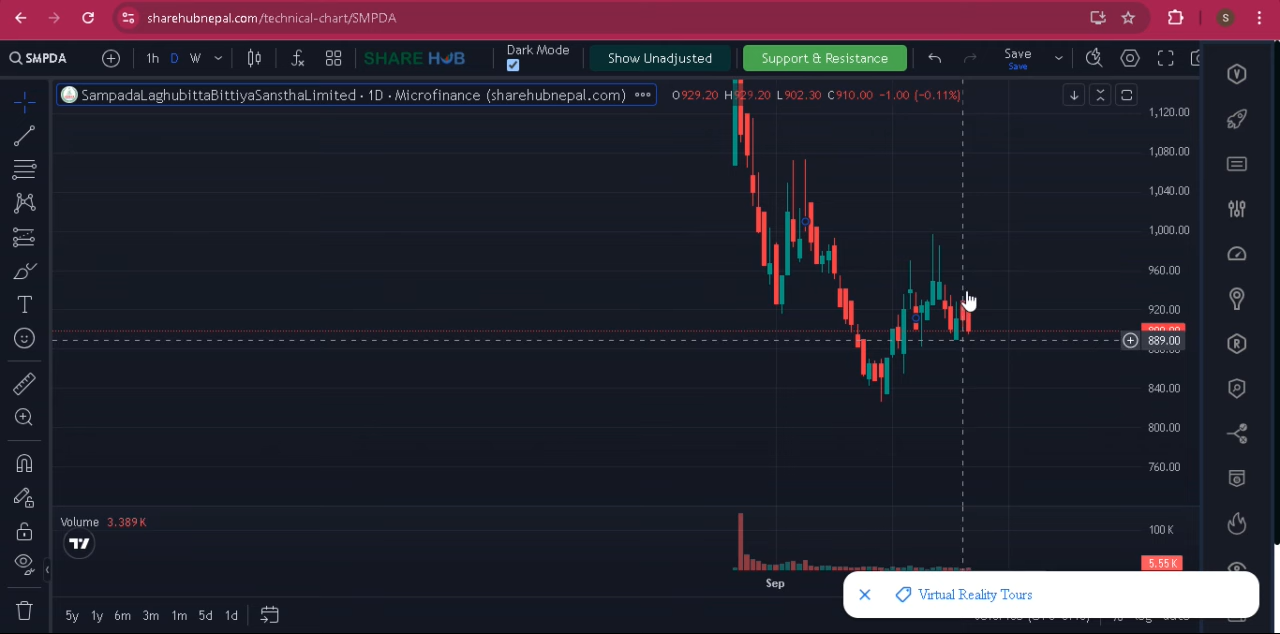 sharehubnepal.com/technical-chart/SMPDA
S
SMPDA
1h D W
SHARE HUB
Dark Mode
Show Unadjusted
Support & Resistance
Save
Save
SampadaLaghubittaBittiyaSansthaLimited · 1D · Microfinance (sharehubnepal.com)
O929.20 H929.20 L902.30 C910.00 −1.00 (−0.11%)
1,120.00
1,080.00
1,040.00
1,000.00
960.00
920.00
889.00
840.00
800.00
760.00
Volume 3.389 K
100 K
5.55 K
Sep
Virtual Reality Tours
5y 1y 6m 3m 1m 5d 1d